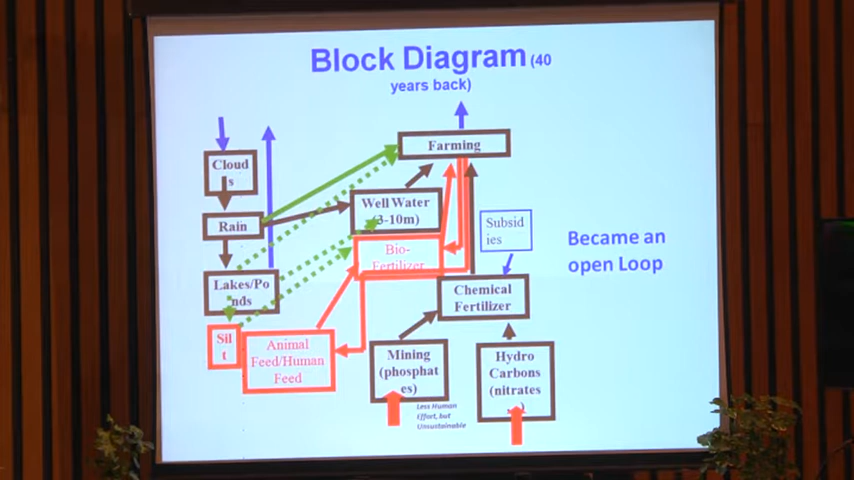 Block Diagram (40
years back)
Farming
Cloud
s
Well Water
(3-10m)
Rain
Subsid
ies
Became an
open Loop
Bio-
Fertilizer
Lakes/Po
nds
Chemical
Fertilizer
Sil
t
Animal
Feed/Human
Feed
Mining
(phosphat
es)
Hydro
Carbons
(nitrates
)
Less Human
Effort, but
Unsustainable